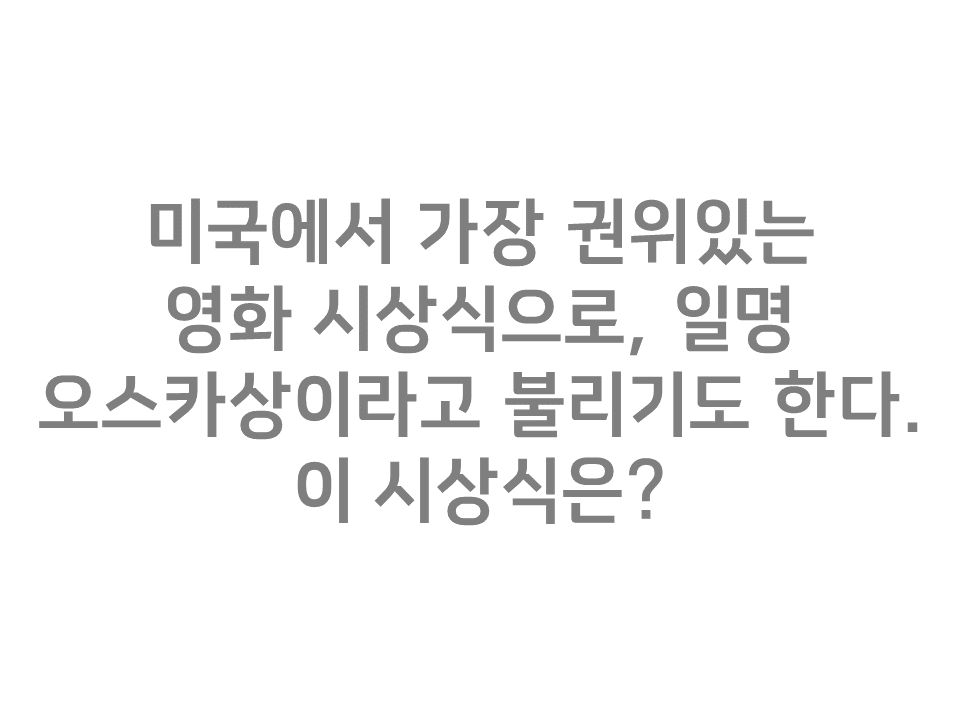 미국에서 가장 권위있는
영화 시상식으로, 일명
오스카상이라고 불리기도 한다.
이 시상식은?